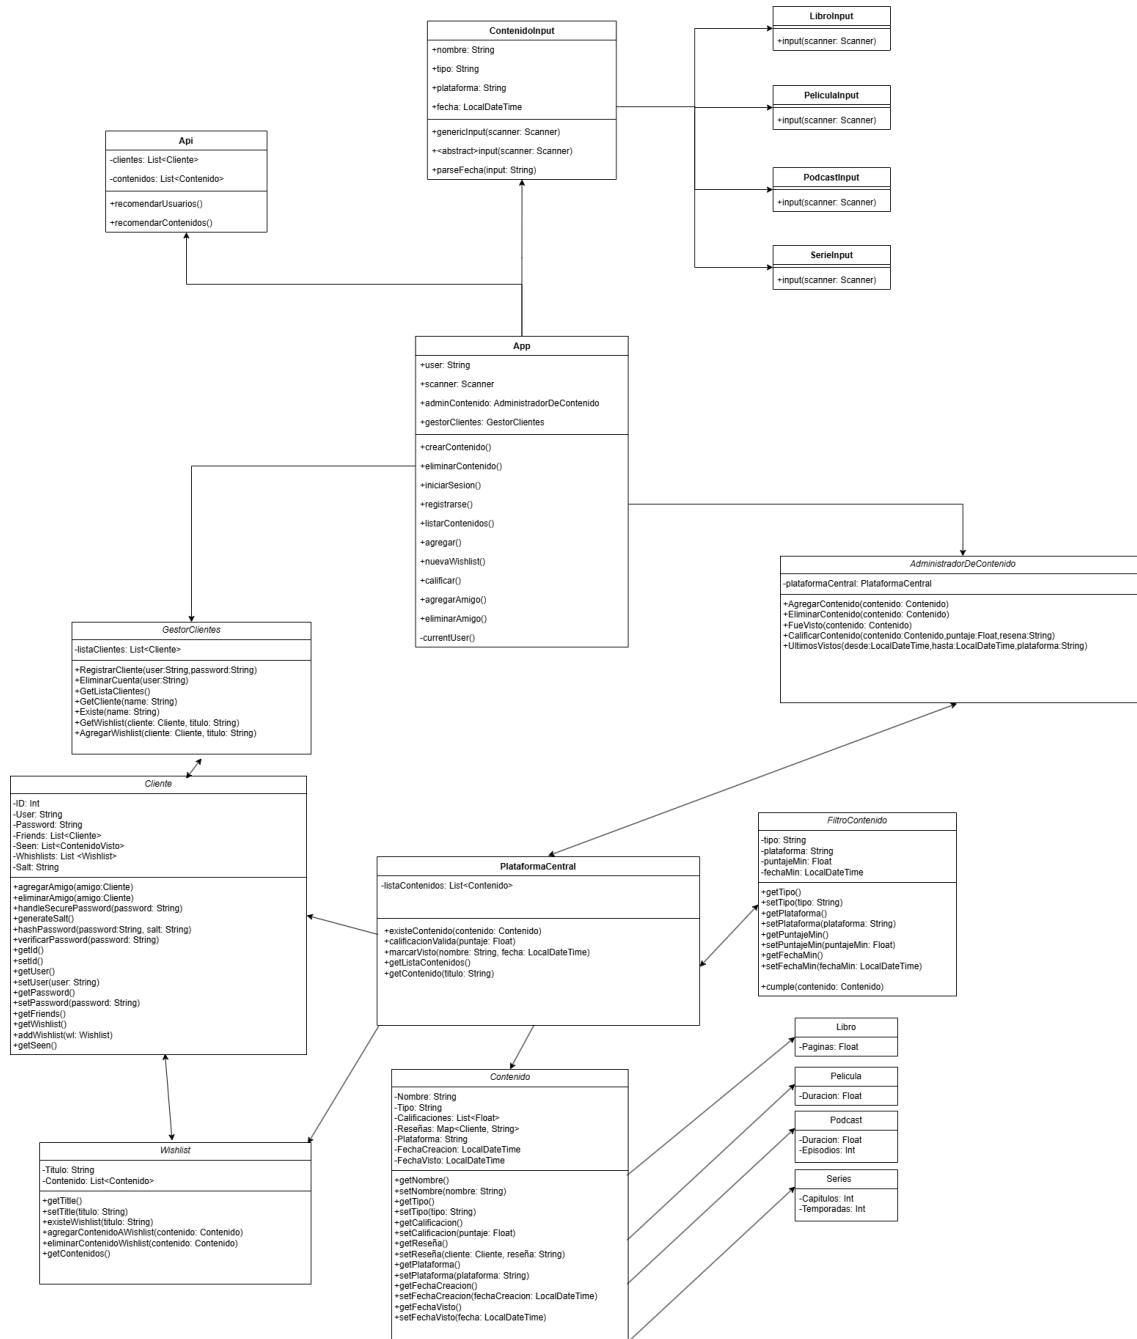 ContenidoInput
+nombre: String
+tipo: String
+plataforma: String
+fecha: LocalDateTime
+genericInput(scanner: Scanner)
+<abstract>input(scanner: Scanner)
+parseFecha(input: String)
LibroInput
+input(scanner: Scanner)
PeliculaInput
+input(scanner: Scanner)
PodcastInput
+input(scanner: Scanner)
SerieInput
+input(scanner: Scanner)
Api
-clientes: List<Cliente>
-contenidos: List<Contenido>
+recomendarUsuarios()
+recomendarContenidos()
App
+user: String
+scanner: Scanner
+adminContenido: AdministradorDeContenido
+gestorClientes: GestorClientes
+crearContenido()
+eliminarContenido()
+iniciarSesion()
+registrarse()
+listarContenidos()
+agregar()
+nuevaWishlist()
+calificar()
+agregarAmigo()
+eliminarAmigo()
-currentUser()
AdministradorDeContenido
-plataformaCentral: PlataformaCentral
+AgregarContenido(contenido: Contenido)
+EliminarContenido(contenido: Contenido)
+FueVisto(contenido: Contenido)
+CalificarContenido(contenido:Contenido,puntaje:Float,resena:String)
+UltimosVistos(desde:LocalDateTime,hasta:LocalDateTime,plataforma:String)
GestorClientes
-listaClientes: List<Cliente>
+RegistrarCliente(user:String,password:String)
+EliminarCuenta(user:String)
+GetListaClientes()
+GetCliente(name: String)
+Existe(name: String)
+GetWishlist(cliente: Cliente, titulo: String)
+AgregarWishlist(cliente: Cliente, titulo: String)
Cliente
-ID: Int
-User: String
-Password: String
-Friends: List<Cliente>
-Seen: List<ContenidoVisto>
-Whishlists: List <Wishlist>
-Salt: String
+agregarAmigo(amigo:Cliente)
+eliminarAmigo(amigo:Cliente)
+handleSecurePassword(password: String)
+generateSalt()
+hashPassword(password:String, salt: String)
+verificarPassword(password: String)
+getId()
+setId()
+getUser()
+setUser(user: String)
+getPassword()
+setPassword(password: String)
+getFriends()
+getWishlist()
+addWishlist(wl: Wishlist)
+getSeen()
PlataformaCentral
-listaContenidos: List<Contenido>
+existeContenido(contenido: Contenido)
+calificacionValida(puntaje: Float)
+marcarVisto(nombre: String, fecha: LocalDateTime)
+getListaContenidos()
+getContenido(titulo: String)
FiltroContenido
-tipo: String
-plataforma: String
-puntajeMin: Float
-fechaMin: LocalDateTime
+getTipo()
+setTipo(tipo: String)
+getPlataforma()
+setPlataforma(plataforma: String)
+getPuntajeMin()
+setPuntajeMin(puntajeMin: Float)
+getFechaMin()
+setFechaMin(fechaMin: LocalDateTime)
+cumple(contenido: Contenido)
Wishlist
-Titulo: String
-Contenido: List<Contenido>
+getTitle()
+setTitle(titulo: String)
+existeWishlist(titulo: String)
+agregarContenidoAWishlist(contenido: Contenido)
+eliminarContenidoWishlist(contenido: Contenido)
+getContenidos()
Contenido
-Nombre: String
-Tipo: String
-Calificaciones: List<Float>
-Reseñas: Map<Cliente, String>
-Plataforma: String
-FechaCreacion: LocalDateTime
-FechaVisto: LocalDateTime
+getNombre()
+setNombre(nombre: String)
+getTipo()
+setTipo(tipo: String)
+getCalificacion()
+setCalificacion(puntaje: Float)
+getReseña()
+setReseña(cliente: Cliente, reseña: String)
+getPlataforma()
+setPlataforma(plataforma: String)
+getFechaCreacion()
+setFechaCreacion(fechaCreacion: LocalDateTime)
+getFechaVisto()
+setFechaVisto(fecha: LocalDateTime)
Libro
-Paginas: Float
Pelicula
-Duracion: Float
Podcast
-Duracion: Float
-Episodios: Int
Series
-Capitulos: Int
-Temporadas: Int